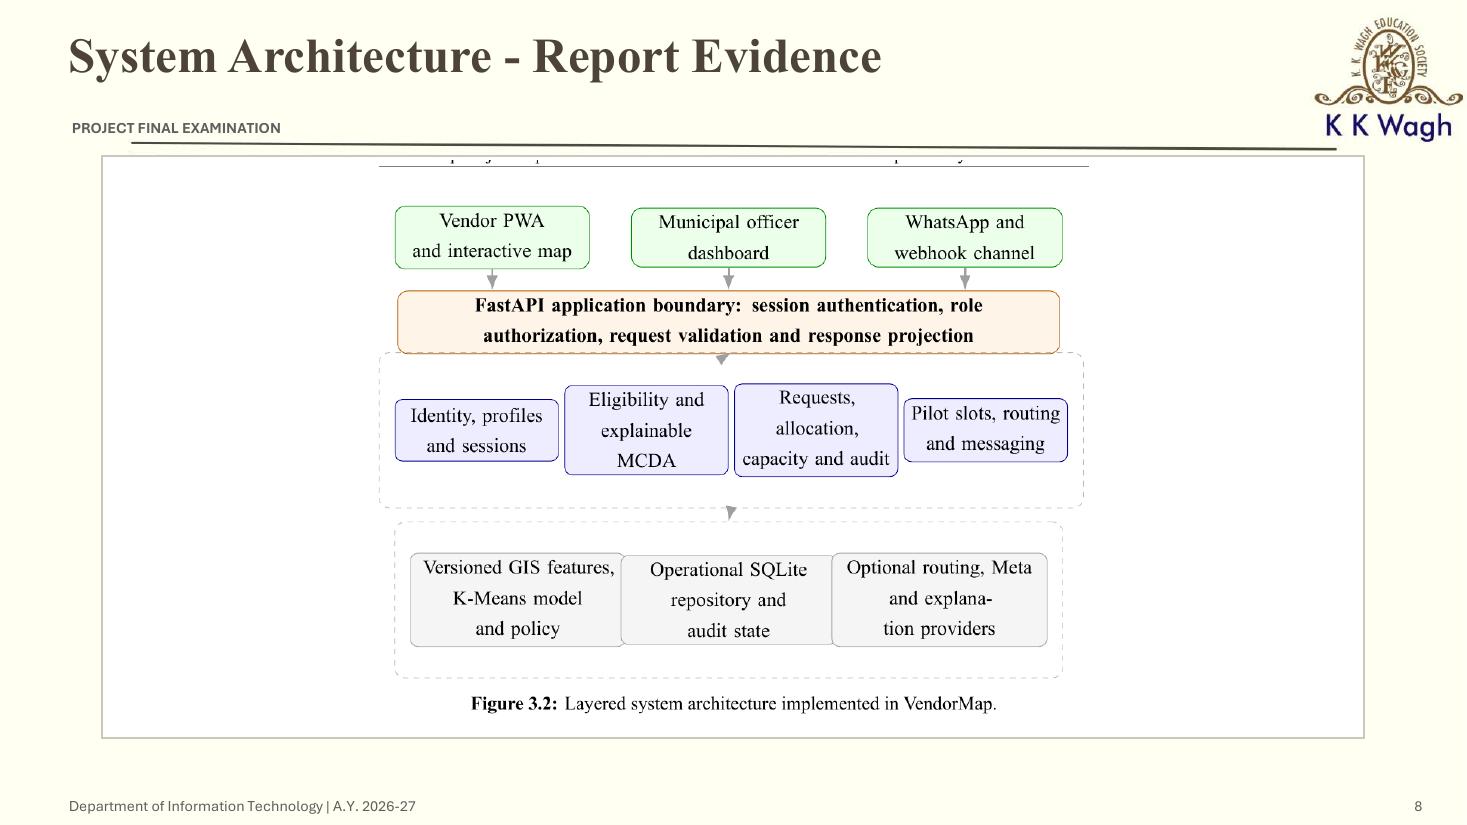 System Architecture - Report Evidence
K. K. WAGH EDUCATION SOCIETY
K K Wagh
PROJECT FINAL EXAMINATION
Vendor PWA
and interactive map
Municipal officer
dashboard
WhatsApp and
webhook channel
FastAPI application boundary: session authentication, role
authorization, request validation and response projection
Identity, profiles
and sessions
Eligibility and
explainable
MCDA
Requests,
allocation,
capacity and audit
Pilot slots, routing
and messaging
Versioned GIS features,
K-Means model
and policy
Operational SQLite
repository and
audit state
Optional routing, Meta
and explana-
tion providers
Figure 3.2: Layered system architecture implemented in VendorMap.
Department of Information Technology | A.Y. 2026-27
8